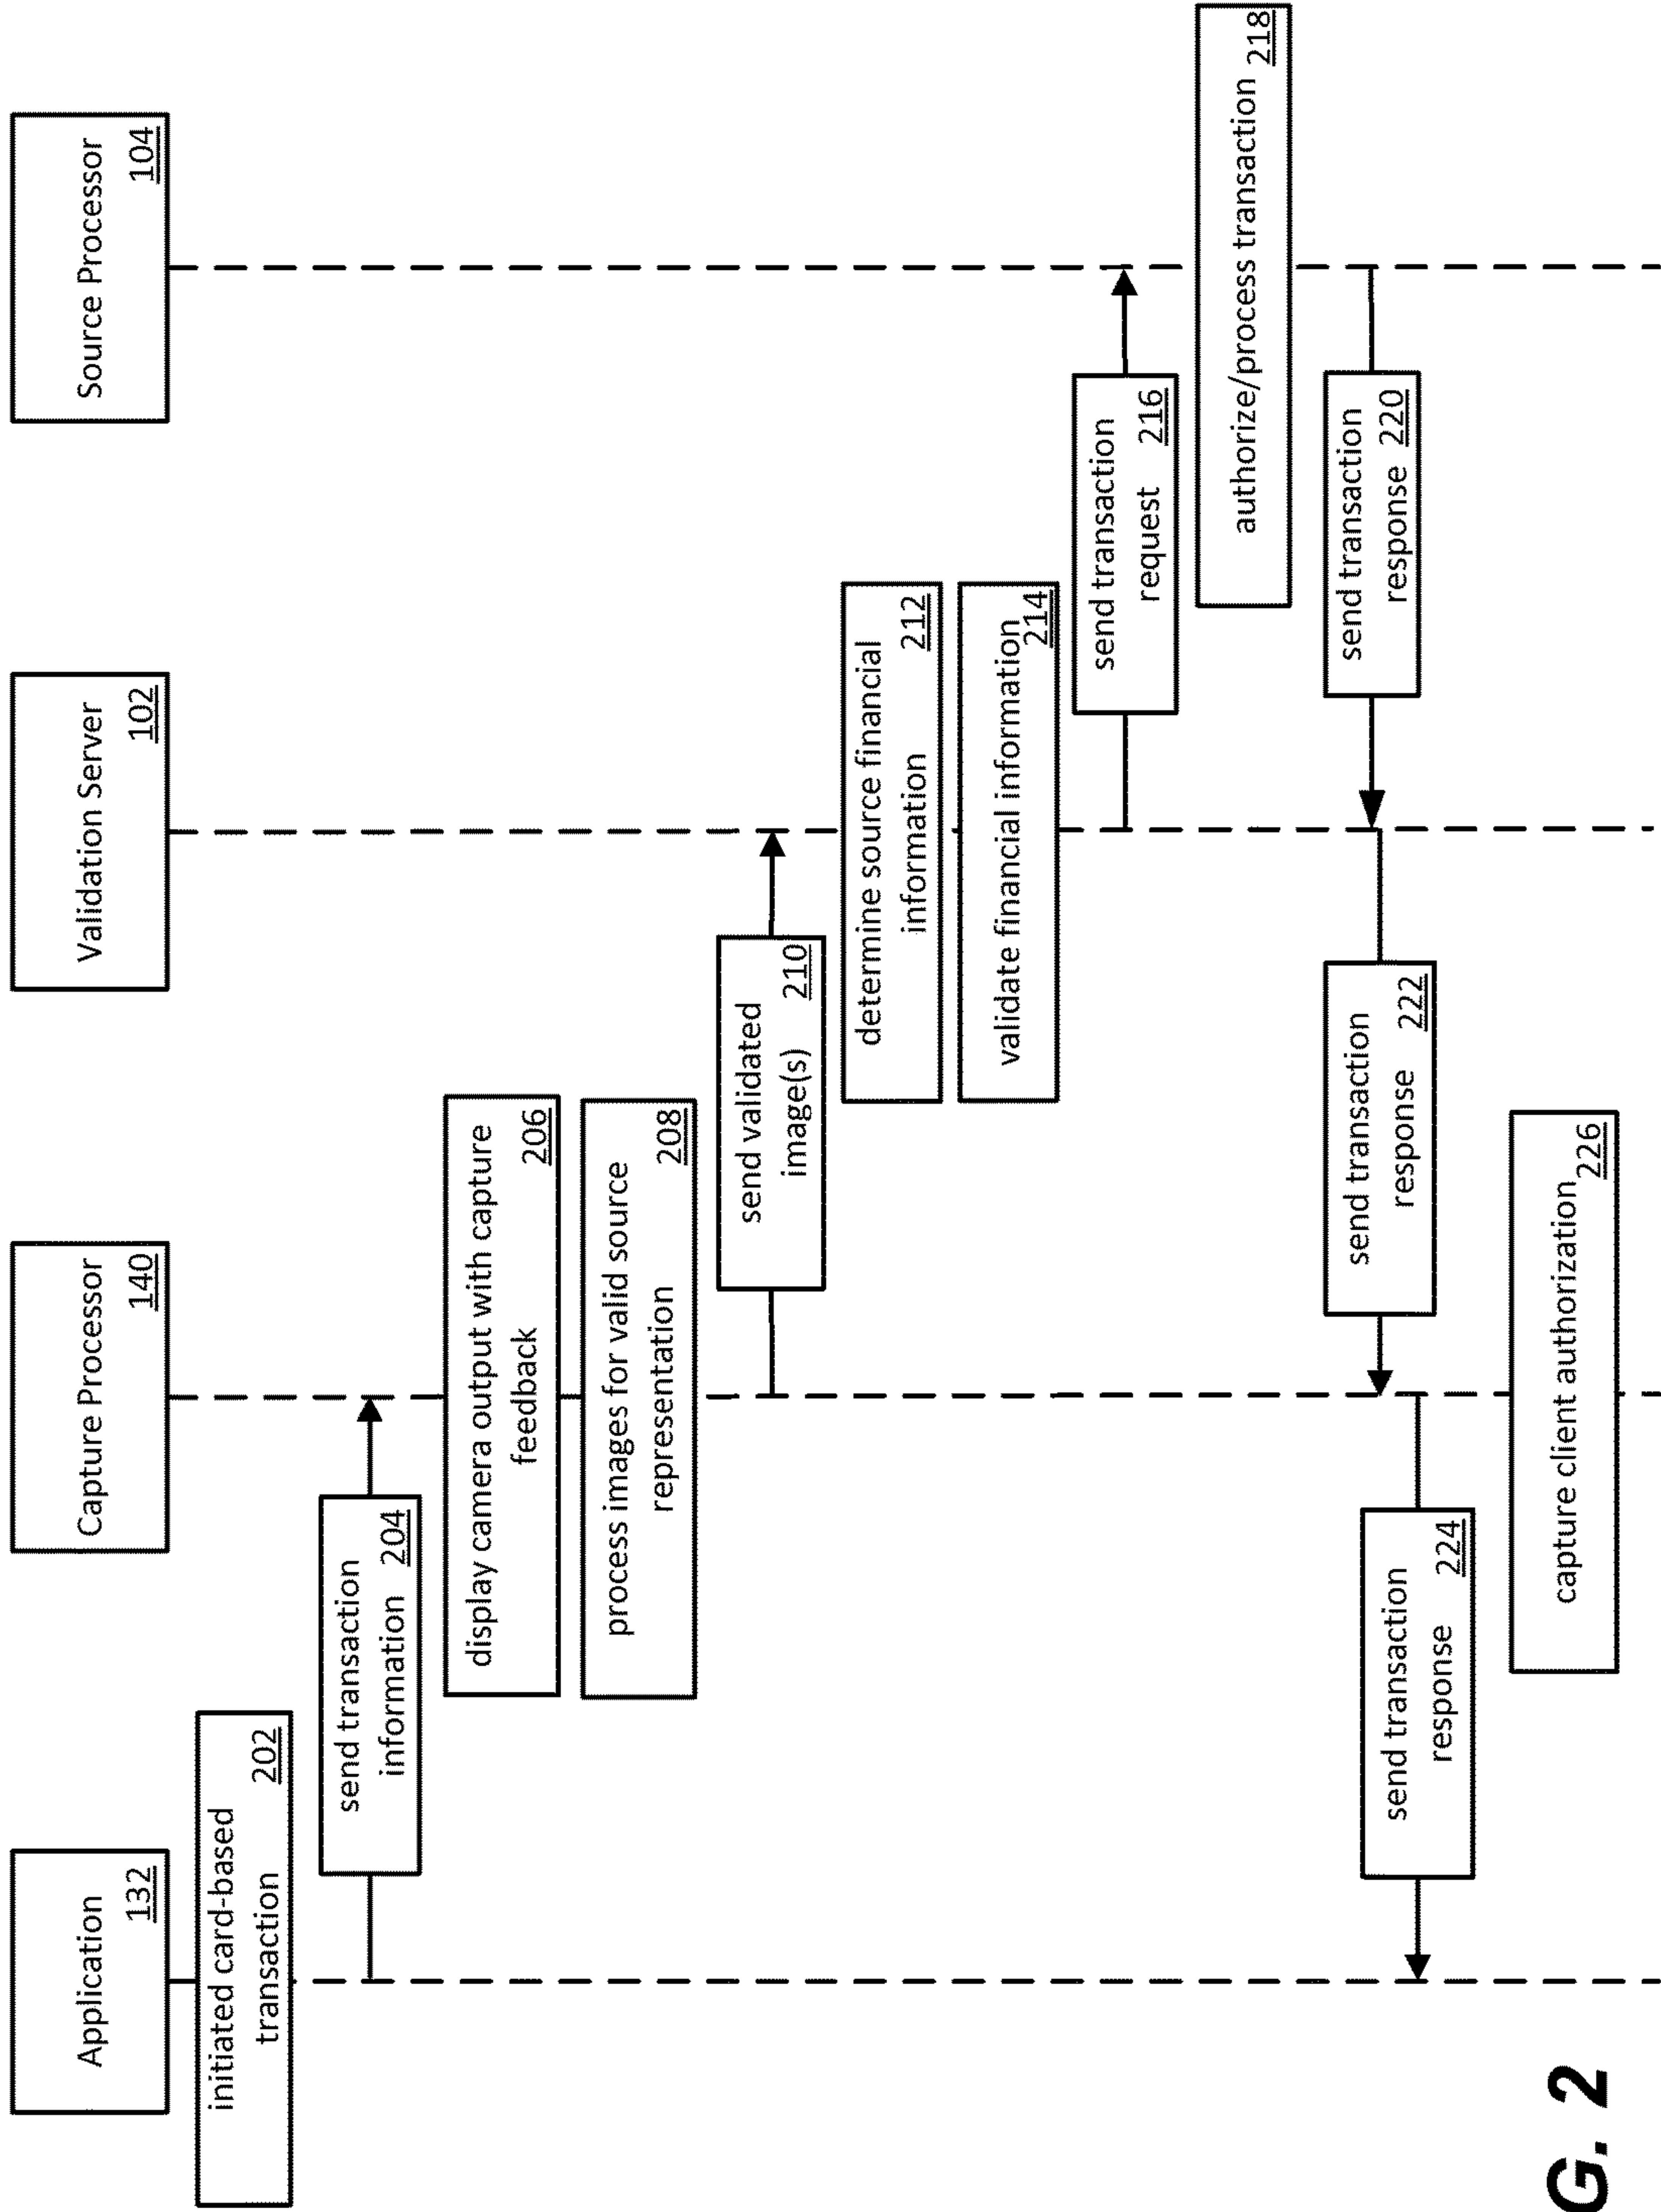 Application
132
Capture Processor
140
Validation Server
102
Source Processor
104
initiated card-based
transaction
202
send transaction
information 204
display camera output with capture
feedback
206
process images for valid source
representation
208
send validated
image(s)
210
determine source financial
information
212
validate financial information
214
send transaction
request
216
authorize/process transaction
218
send transaction
response 220
send transaction
response
222
send transaction
response
224
capture client authorization
226
G. 2